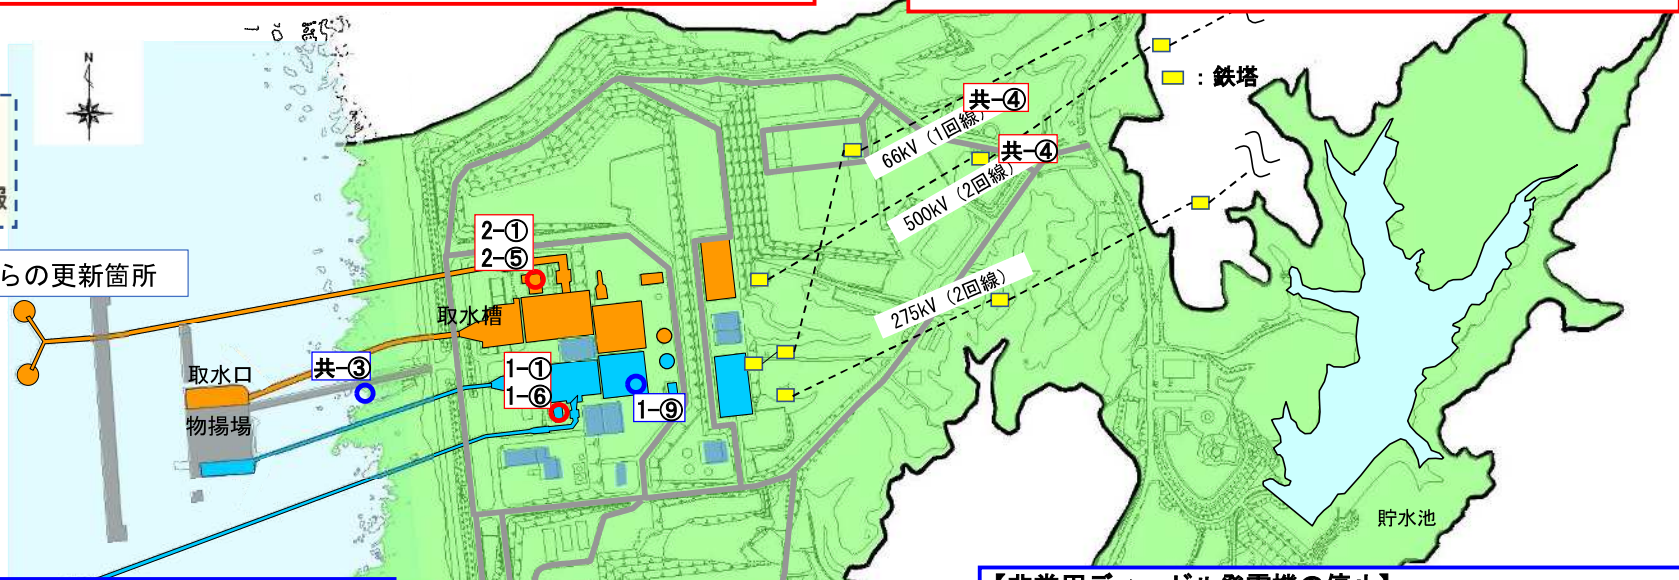 N
：鉄塔
共-④
66kV（1回線）
共-④
500kV（2回線）
2-①
2-⑤
らの更新箇所
275kV（2回線）
取水槽
取水口
共-③
1-①
1-⑥
1-⑨
物揚場
貯水池